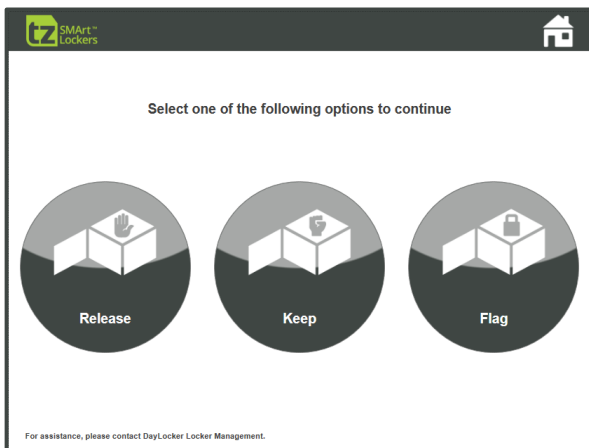 tz SMArt™
Lockers
Select one of the following options to continue
Release
Keep
Flag
For assistance, please contact DayLocker Locker Management.